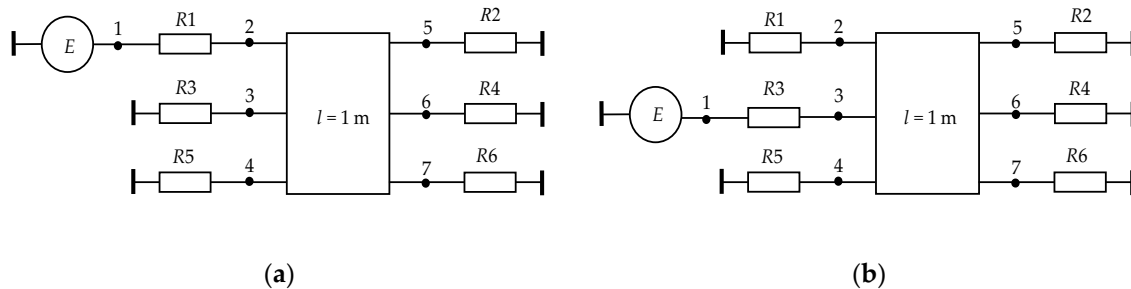 1 R1 2 5 R2
E
R3 3 6 R4
l = 1 m
R5 4 7 R6
(a)
R1 2 5 R2
1 R3 3 6 R4
E l = 1 m
R5 4 7 R6
(b)